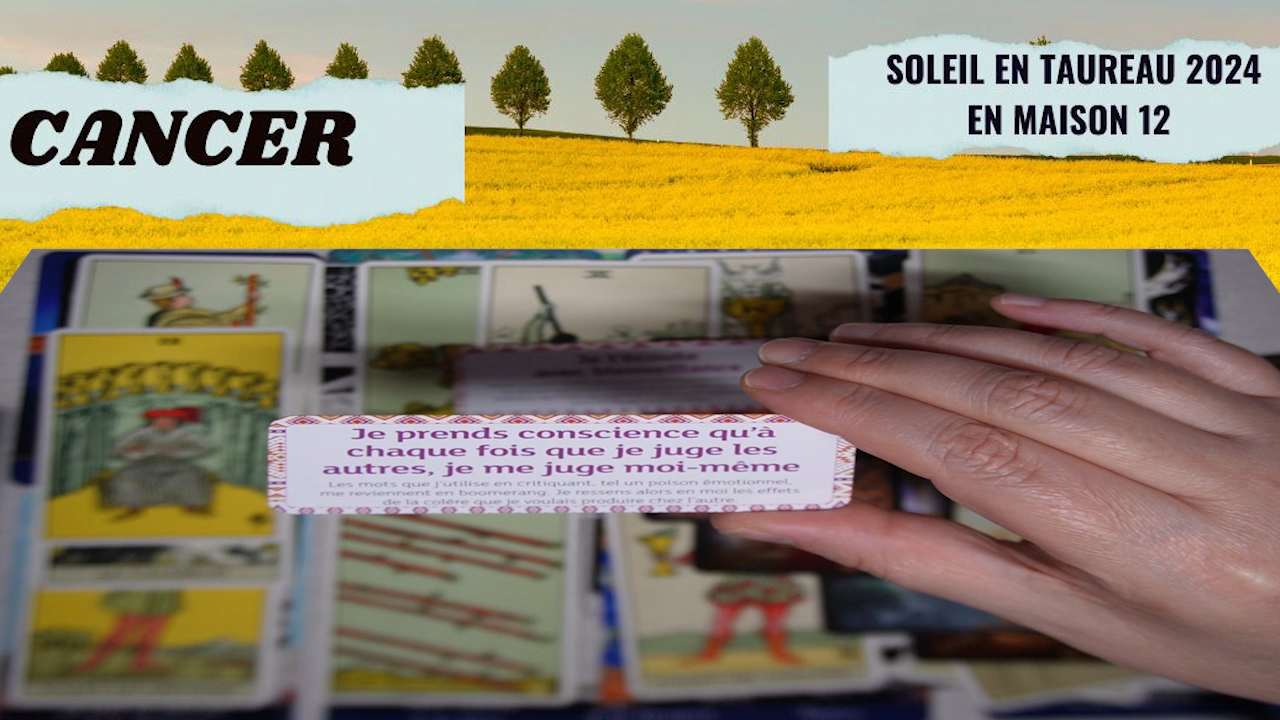 CANCER
SOLEIL EN TAUREAU 2024
EN MAISON 12
Je prends conscience qu'à
chaque fois que je juge les
autres, je me juge moi-même
Les mots que j'utilise en critiquant, tel un poison émotionnel,
me reviennent en boomerang. Je ressens alors en moi les effets
de la colère que je voulais produire chez l'autre.